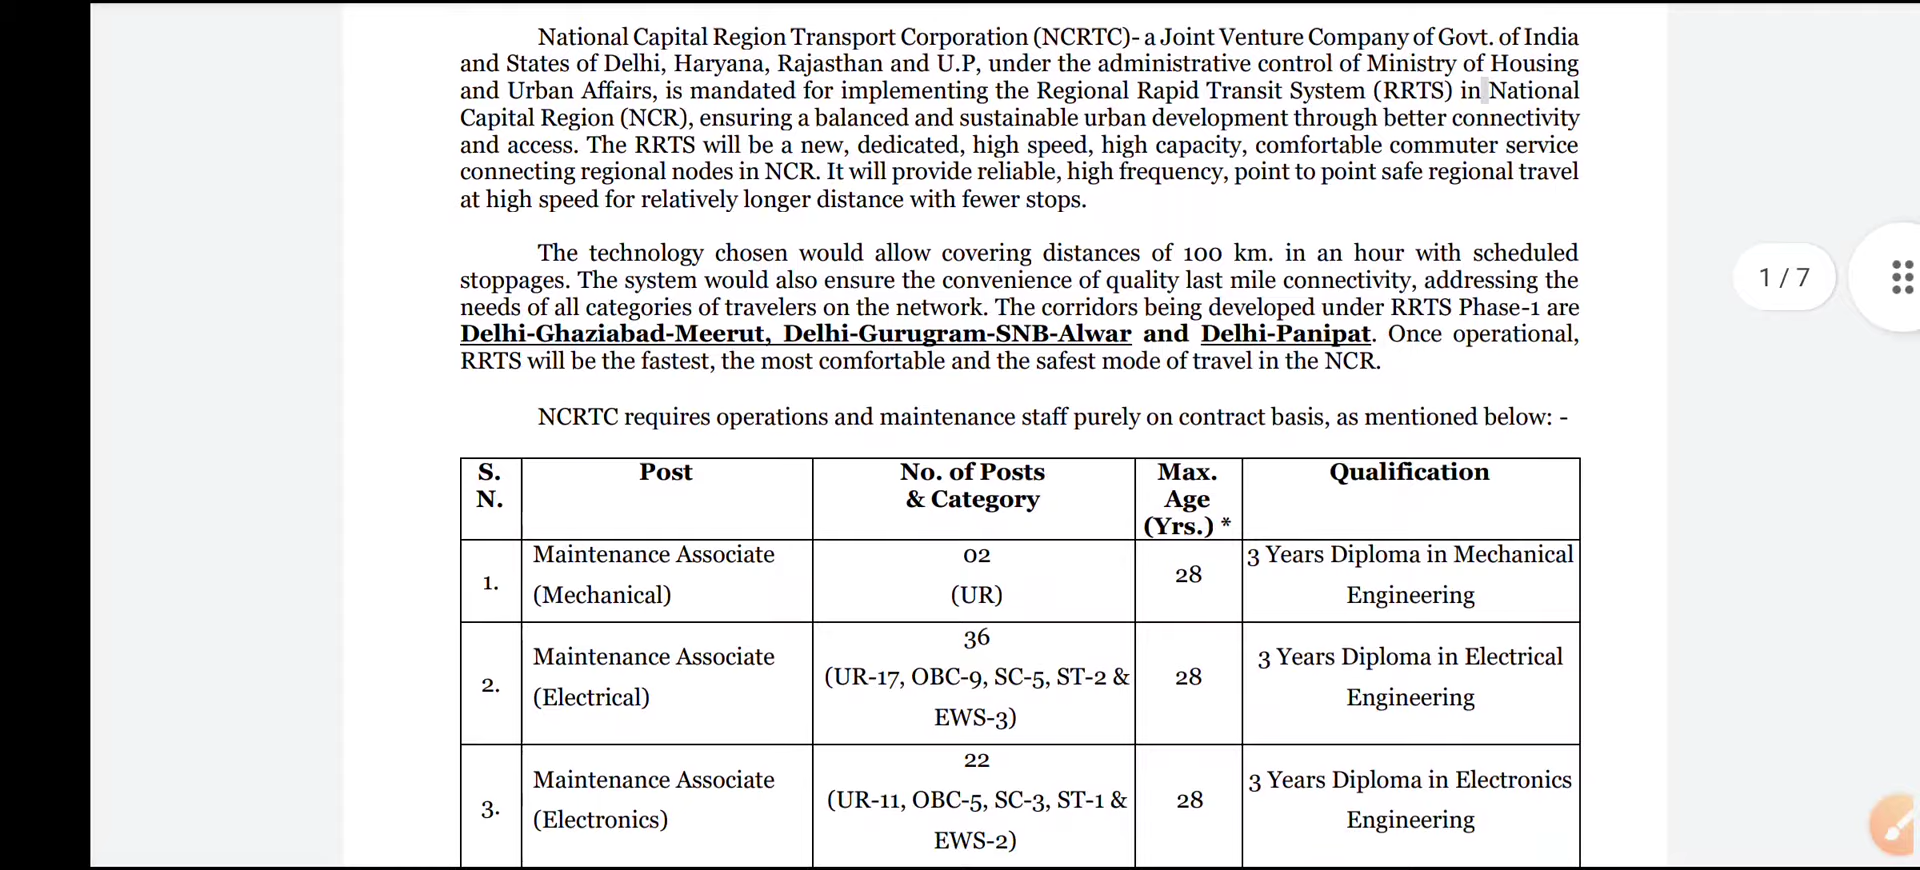 National Capital Region Transport Corporation (NCRTC)- a Joint Venture Company of Govt. of India
and States of Delhi, Haryana, Rajasthan and U.P, under the administrative control of Ministry of Housing
and Urban Affairs, is mandated for implementing the Regional Rapid Transit System (RRTS) in National
Capital Region (NCR), ensuring a balanced and sustainable urban development through better connectivity
and access. The RRTS will be a new, dedicated, high speed, high capacity, comfortable commuter service
connecting regional nodes in NCR. It will provide reliable, high frequency, point to point safe regional travel
at high speed for relatively longer distance with fewer stops.
The technology chosen would allow covering distances of 100 km. in an hour with scheduled
stoppages. The system would also ensure the convenience of quality last mile connectivity, addressing the
needs of all categories of travelers on the network. The corridors being developed under RRTS Phase-1 are
Delhi-Ghaziabad-Meerut, Delhi-Gurugram-SNB-Alwar and Delhi-Panipat. Once operational,
RRTS will be the fastest, the most comfortable and the safest mode of travel in the NCR.
NCRTC requires operations and maintenance staff purely on contract basis, as mentioned below: -
S.
N.
Post
No. of Posts
& Category
Max.
Age
(Yrs.) *
Qualification
1.
Maintenance Associate
(Mechanical)
02
(UR)
28
3 Years Diploma in Mechanical
Engineering
2.
Maintenance Associate
(Electrical)
36
(UR-17, OBC-9, SC-5, ST-2 &
EWS-3)
28
3 Years Diploma in Electrical
Engineering
3.
Maintenance Associate
(Electronics)
22
(UR-11, OBC-5, SC-3, ST-1 &
EWS-2)
28
3 Years Diploma in Electronics
Engineering
1 / 7